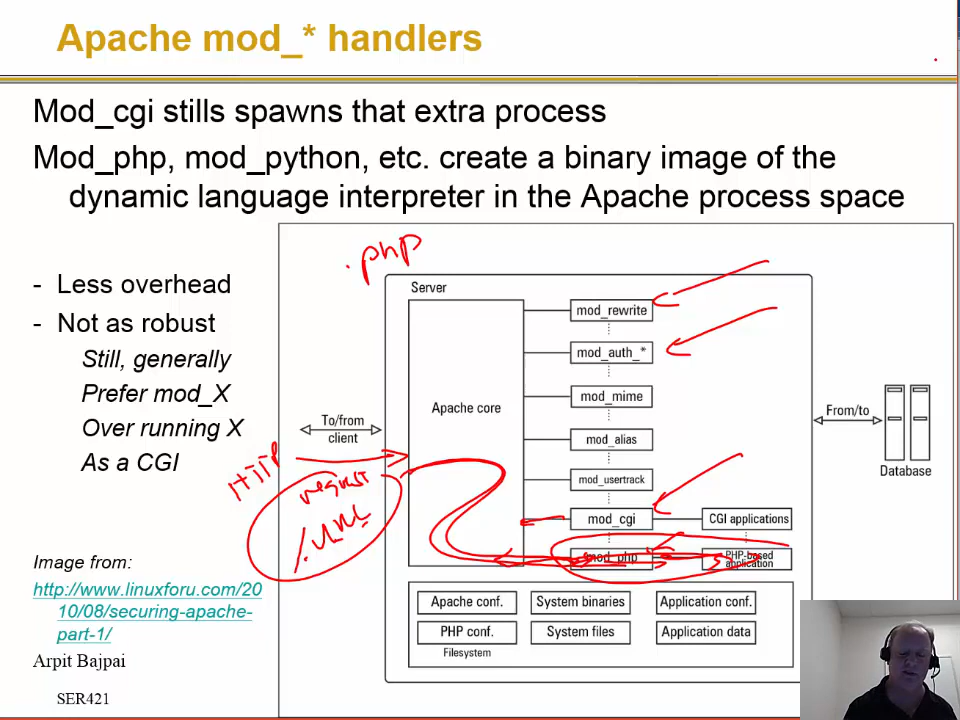 Apache mod_* handlers
Mod_cgi stills spawns that extra process
Mod_php, mod_python, etc. create a binary image of the
dynamic language interpreter in the Apache process space
- Less overhead
- Not as robust
Still, generally
Prefer mod_X
Over running X
As a CGI
Image from:
http://www.linuxforu.com/20
10/08/securing-apache-
part-1/
Arpit Bajpai
SER421
.php
Server
Apache core
mod_rewrite
mod_auth_*
mod_mime
mod_alias
mod_usertrack
mod_cgi
CGI applications
mod_php
PHP-based
application
To/from
client
From/to
Database
HTTP
request
Apache conf.
System binaries
Application conf.
PHP conf.
System files
Application data
Filesystem